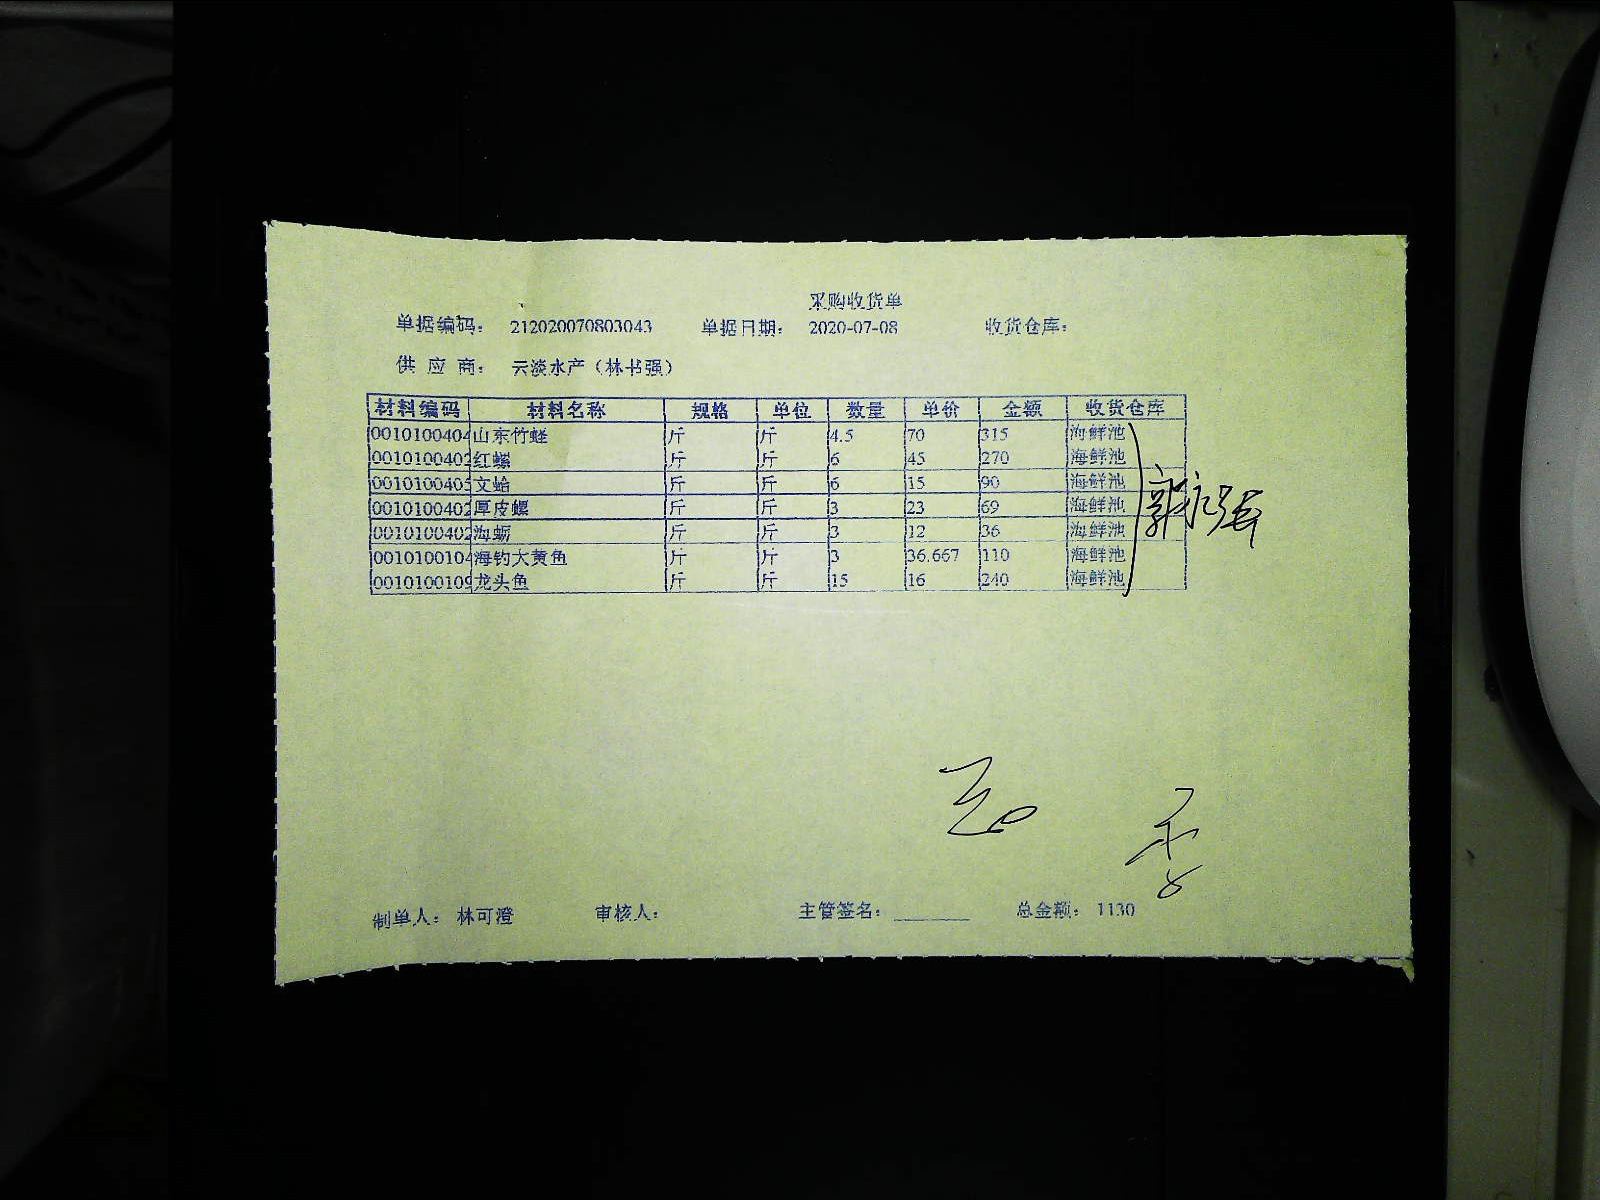 采购收货单
单据编码： 212020070803043 单据日期： 2020-07-08 收货仓库：
供 应 商： 云淡水产（林书强）
材料编码 材料名称 规格 单位 数量 单价 金额 收货仓库
0010100404 山东竹蛏 斤 斤 4.5 70 315 海鲜池
0010100402 红螺 斤 斤 6 45 270 海鲜池
0010100405 文蛤 斤 斤 6 15 90 海鲜池
0010100402 厚皮螺 斤 斤 3 23 69 海鲜池
0010100402 海蛎 斤 斤 3 12 36 海鲜池
0010100104 海钓大黄鱼 斤 斤 3 36.667 110 海鲜池
0010100109 龙头鱼 斤 斤 15 16 240 海鲜池
郭永强
制单人： 林可澄 审核人： 主管签名： 总金额： 1130